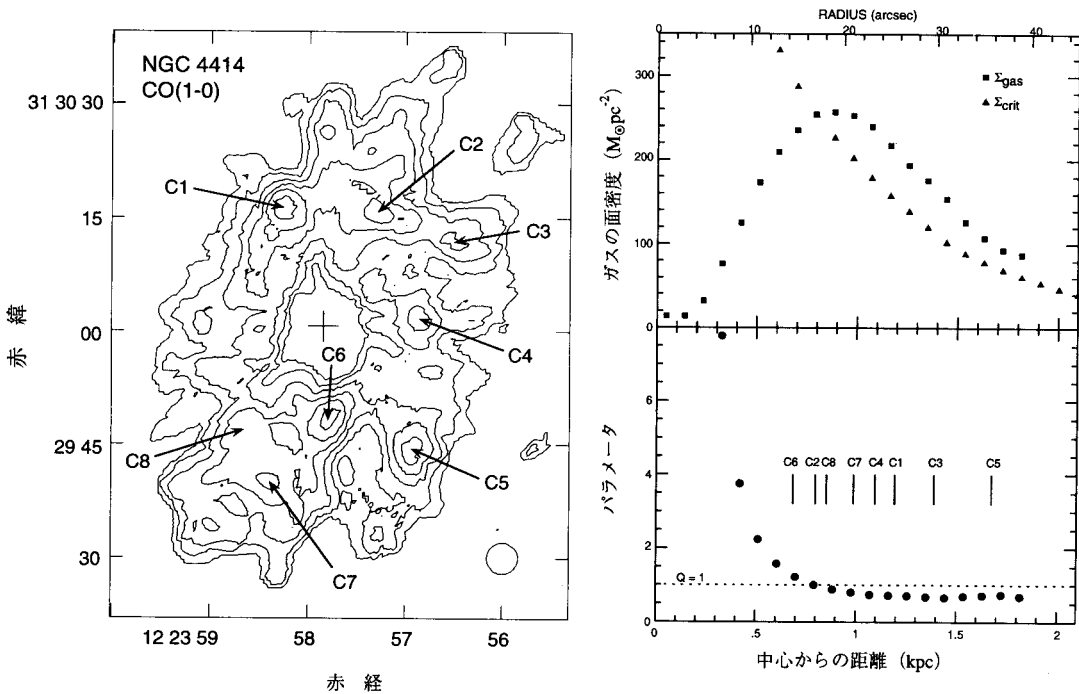 NGC 4414
CO(1-0)
31 30 30
15
00
29 45
30
赤緯
C1
C2
C3
C4
C6
C5
C8
C7
12 23 59
58
57
56
赤経
RADIUS (arcsec)
0
10
20
30
40
Σgas
Σcrit
300
200
100
0
ガスの面密度 (M⊙pc-2)
6
4
2
0
パラメータ
C6 C2 C8 C7 C4 C1 C3 C5
Q = 1
0
.5
1
1.5
2
中心からの距離 (kpc)